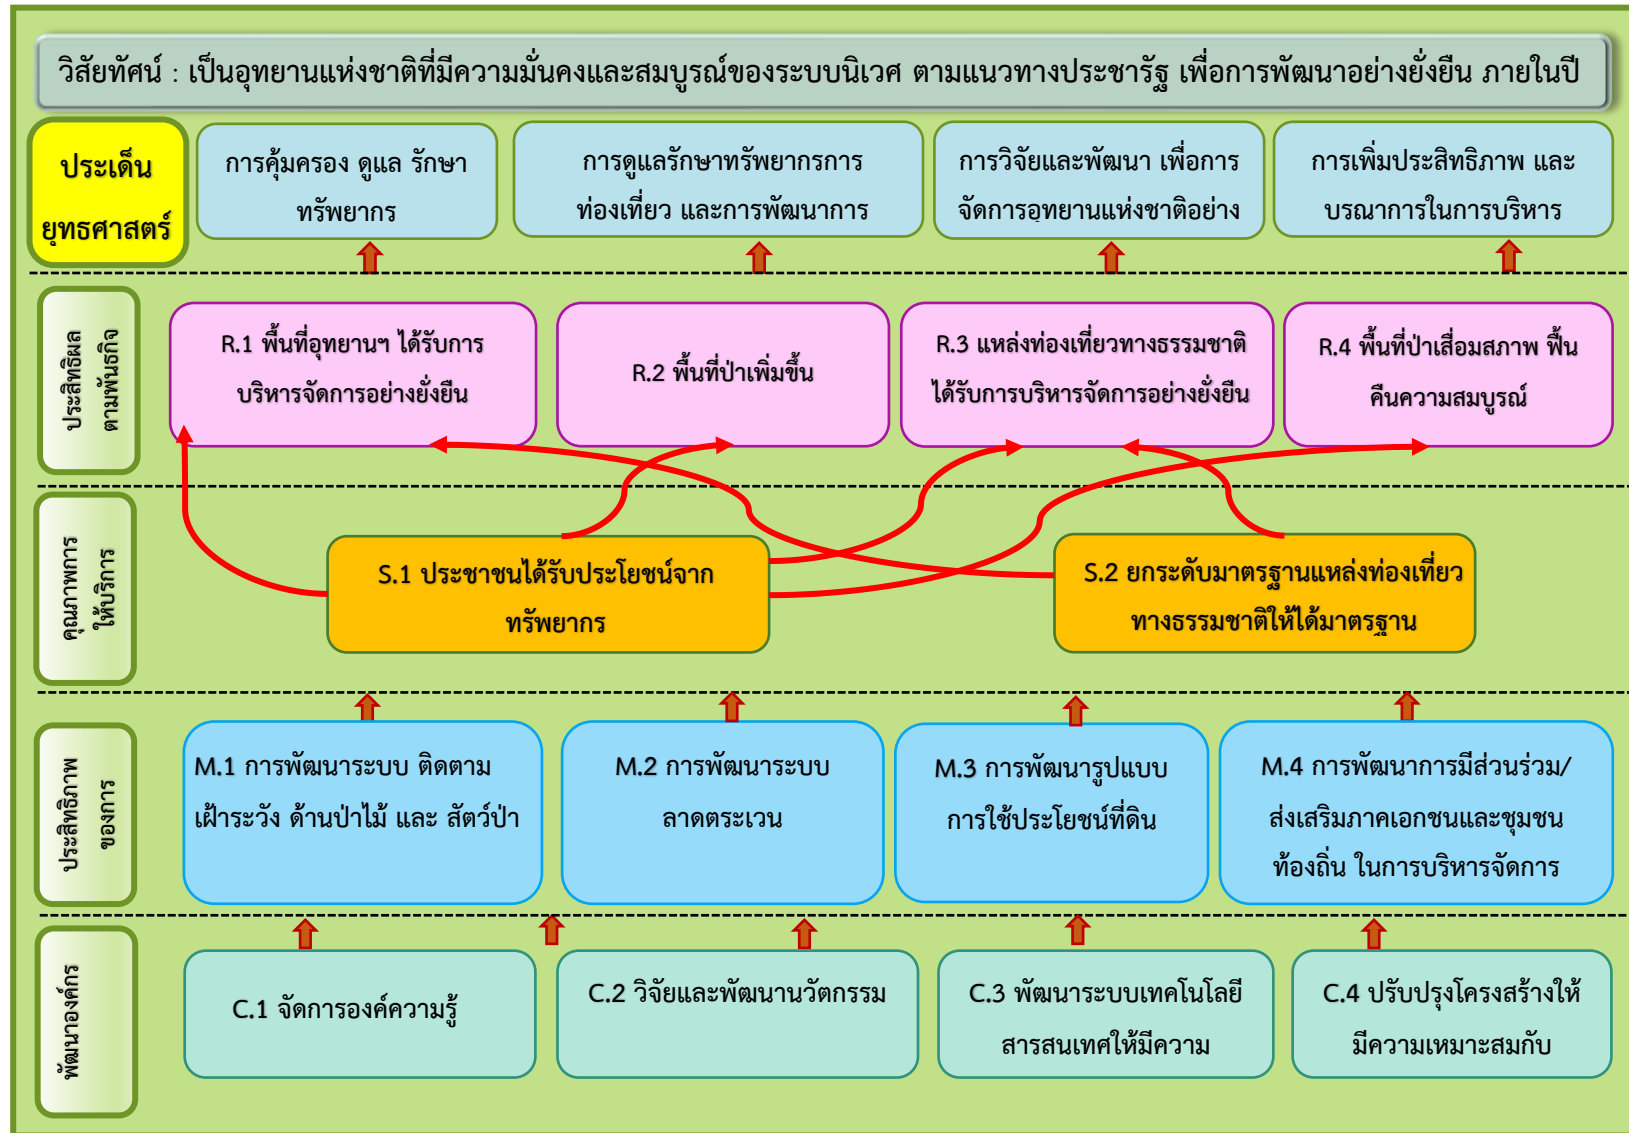 วิสัยทัศน์ : เป็นอุทยานแห่งชาติที่มีความมั่นคงและสมบูรณ์ของระบบนิเวศ ตามแนวทางประชารัฐ เพื่อการพัฒนาอย่างยั่งยืน ภายในปี
ประเด็น
ยุทธศาสตร์
การคุ้มครอง ดูแล รักษา
ทรัพยากร
การดูแลรักษาทรัพยากรการ
ท่องเที่ยว และการพัฒนาการ
การวิจัยและพัฒนา เพื่อการ
จัดการอุทยานแห่งชาติอย่าง
การเพิ่มประสิทธิภาพ และ
บรณาการในการบริหาร
ประสิทธิผล
ตามพันธกิจ
R.1 พื้นที่อุทยานฯ ได้รับการ
บริหารจัดการอย่างยั่งยืน
R.2 พื้นที่ป่าเพิ่มขึ้น
R.3 แหล่งท่องเที่ยวทางธรรมชาติ
ได้รับการบริหารจัดการอย่างยั่งยืน
R.4 พื้นที่ป่าเสื่อมสภาพ ฟื้น
คืนความสมบูรณ์
คุณภาพการ
ให้บริการ
S.1 ประชาชนได้รับประโยชน์จาก
ทรัพยากร
S.2 ยกระดับมาตรฐานแหล่งท่องเที่ยว
ทางธรรมชาติให้ได้มาตรฐาน
ประสิทธิภาพ
ของการ
M.1 การพัฒนาระบบ ติดตาม
เฝ้าระวัง ด้านป่าไม้ และ สัตว์ป่า
M.2 การพัฒนาระบบ
ลาดตระเวน
M.3 การพัฒนารูปแบบ
การใช้ประโยชน์ที่ดิน
M.4 การพัฒนาการมีส่วนร่วม/
ส่งเสริมภาคเอกชนและชุมชน
ท้องถิ่น ในการบริหารจัดการ
พัฒนาองค์กร
C.1 จัดการองค์ความรู้
C.2 วิจัยและพัฒนานวัตกรรม
C.3 พัฒนาระบบเทคโนโลยี
สารสนเทศให้มีความ
C.4 ปรับปรุงโครงสร้างให้
มีความเหมาะสมกับ